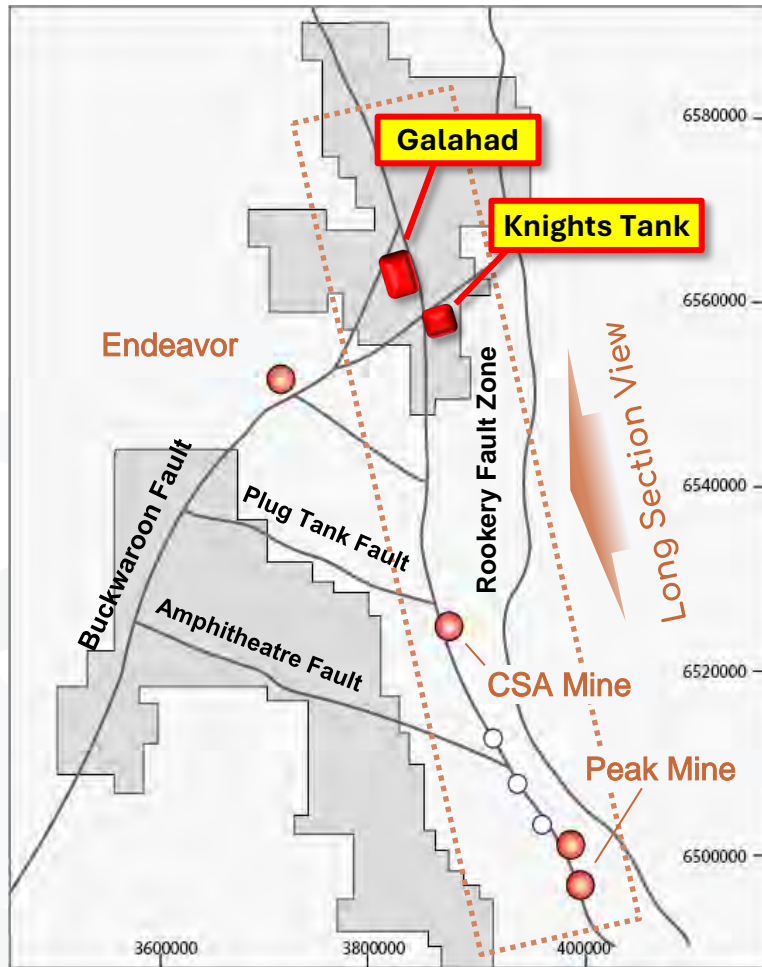 6580000
Galahad
Knights Tank
6560000
Endeavor
Rookery Fault Zone
Long Section View
Buckwaroon Fault
6540000
Plug Tank Fault
Amphitheatre Fault
CSA Mine
6520000
Peak Mine
6500000
3600000
3800000
400000